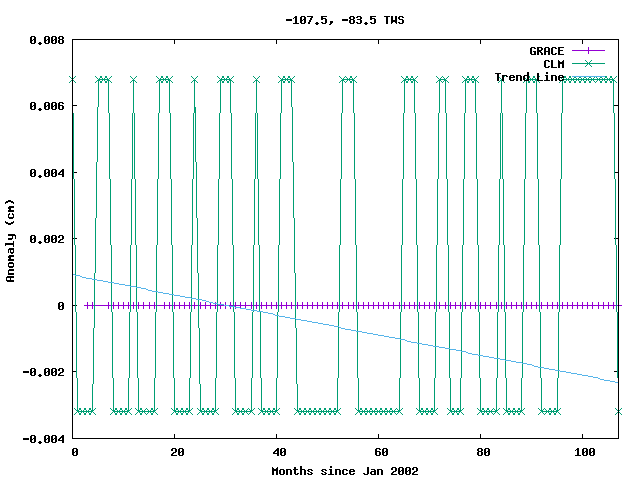 -107.5, -83.5 TWS
0.008
0.006
0.004
0.002
0
-0.002
-0.004
Anomaly (cm)
GRACE
CLM
Trend Line
0 20 40 60 80 100
Months since Jan 2002